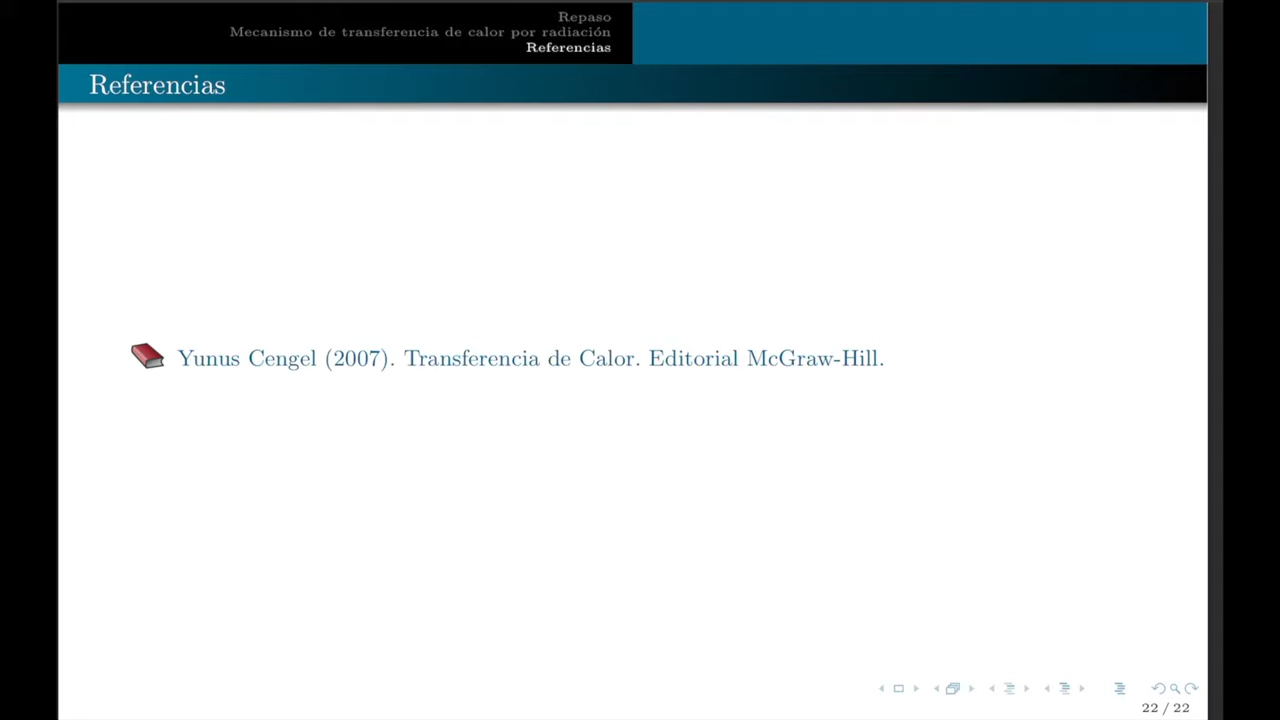 Repaso
Mecanismo de transferencia de calor por radiación
Referencias
Referencias
Yunus Cengel (2007). Transferencia de Calor. Editorial McGraw-Hill.
22 / 22